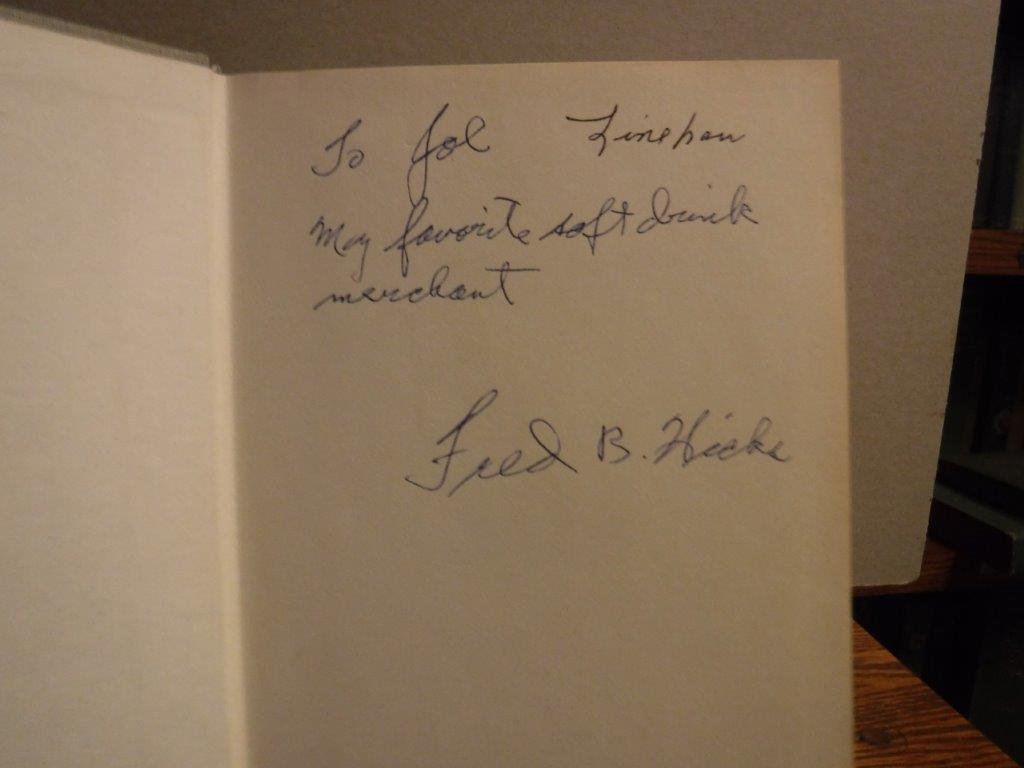 To Joe Linehan
My favorite soft drink
merchant
Fred B. Hicks